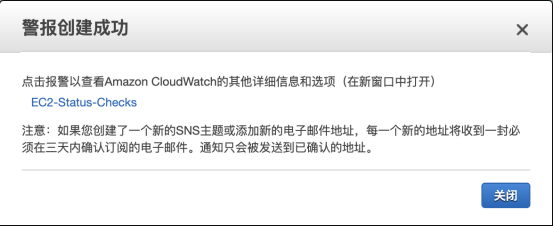 警报创建成功
点击报警以查看Amazon CloudWatch的其他详细信息和选项（在新窗口中打开）
EC2-Status-Checks
注意：如果您创建了一个新的SNS主题或添加新的电子邮件地址，每一个新的地址将收到一封必
须在三天内确认订阅的电子邮件。通知只会被发送到已确认的地址。
关闭